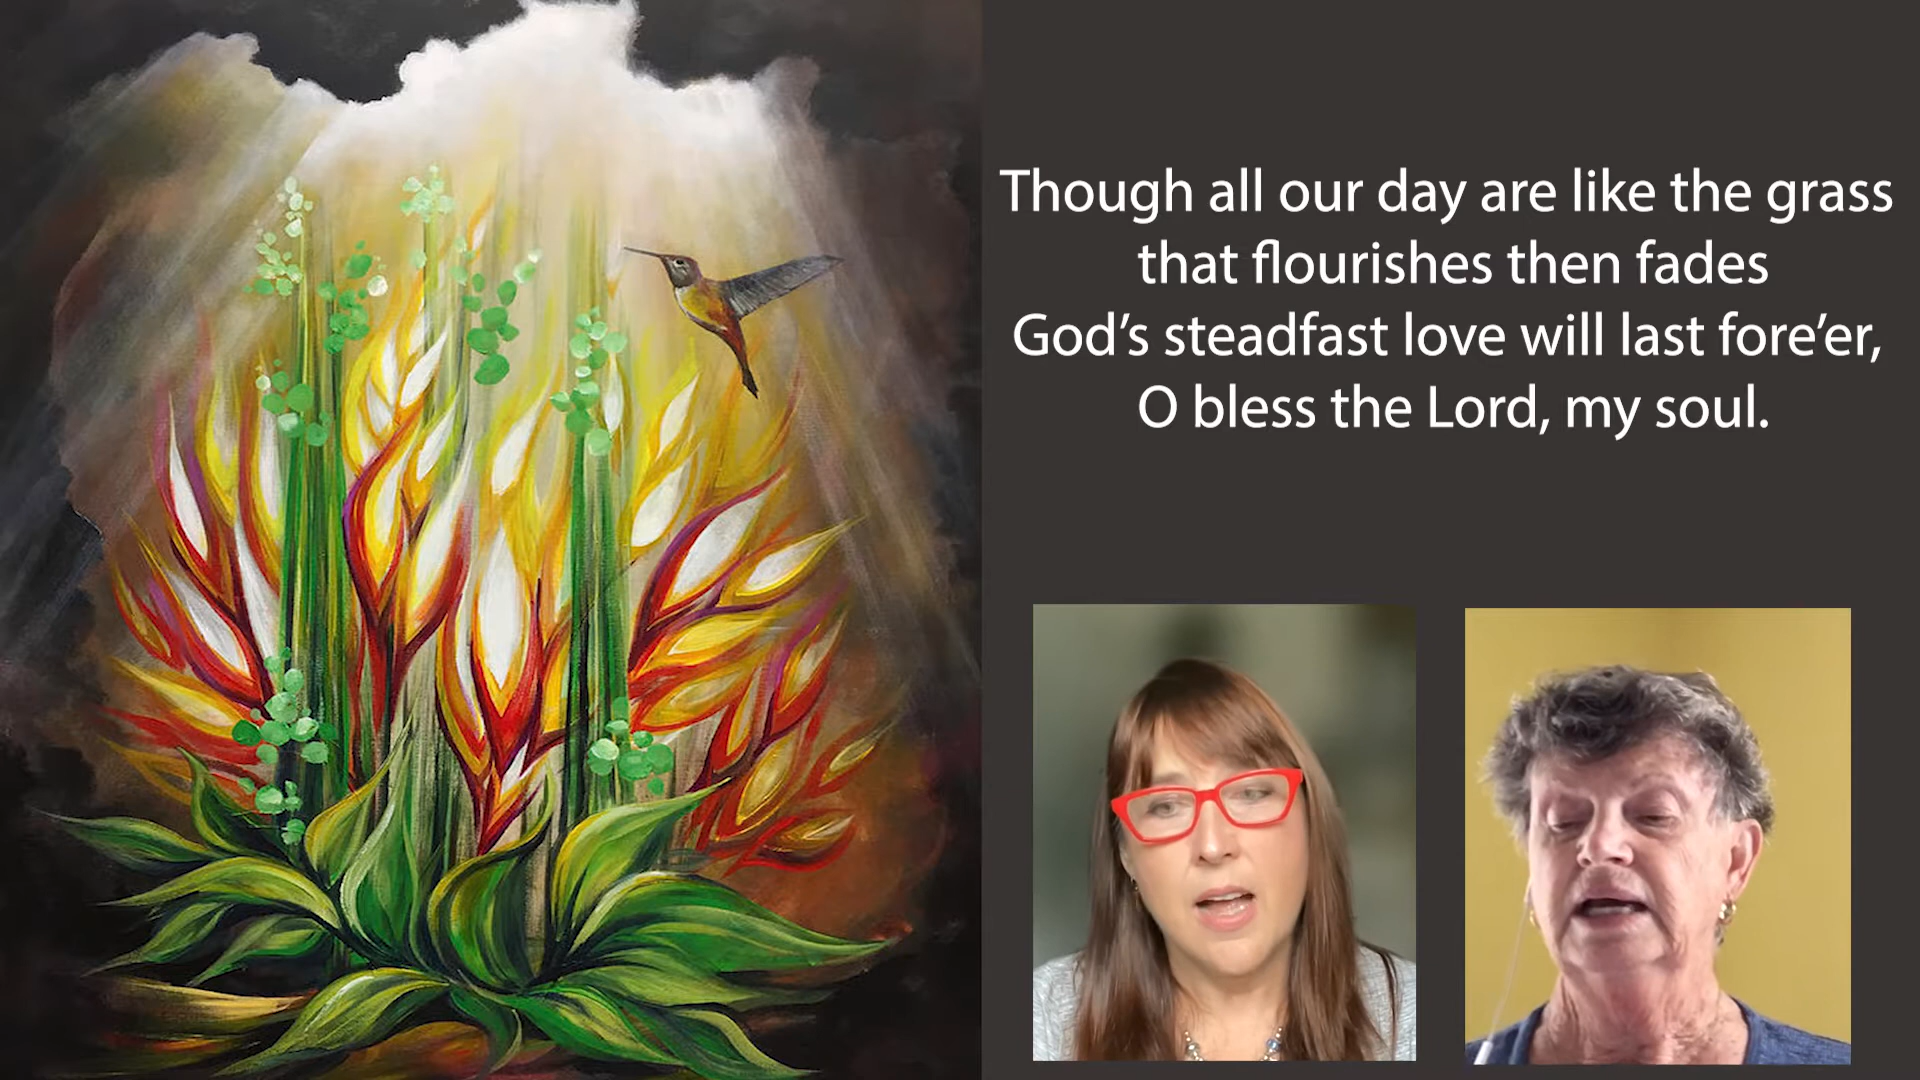 Though all our day are like the grass
that flourishes then fades
God’s steadfast love will last fore’er,
O bless the Lord, my soul.